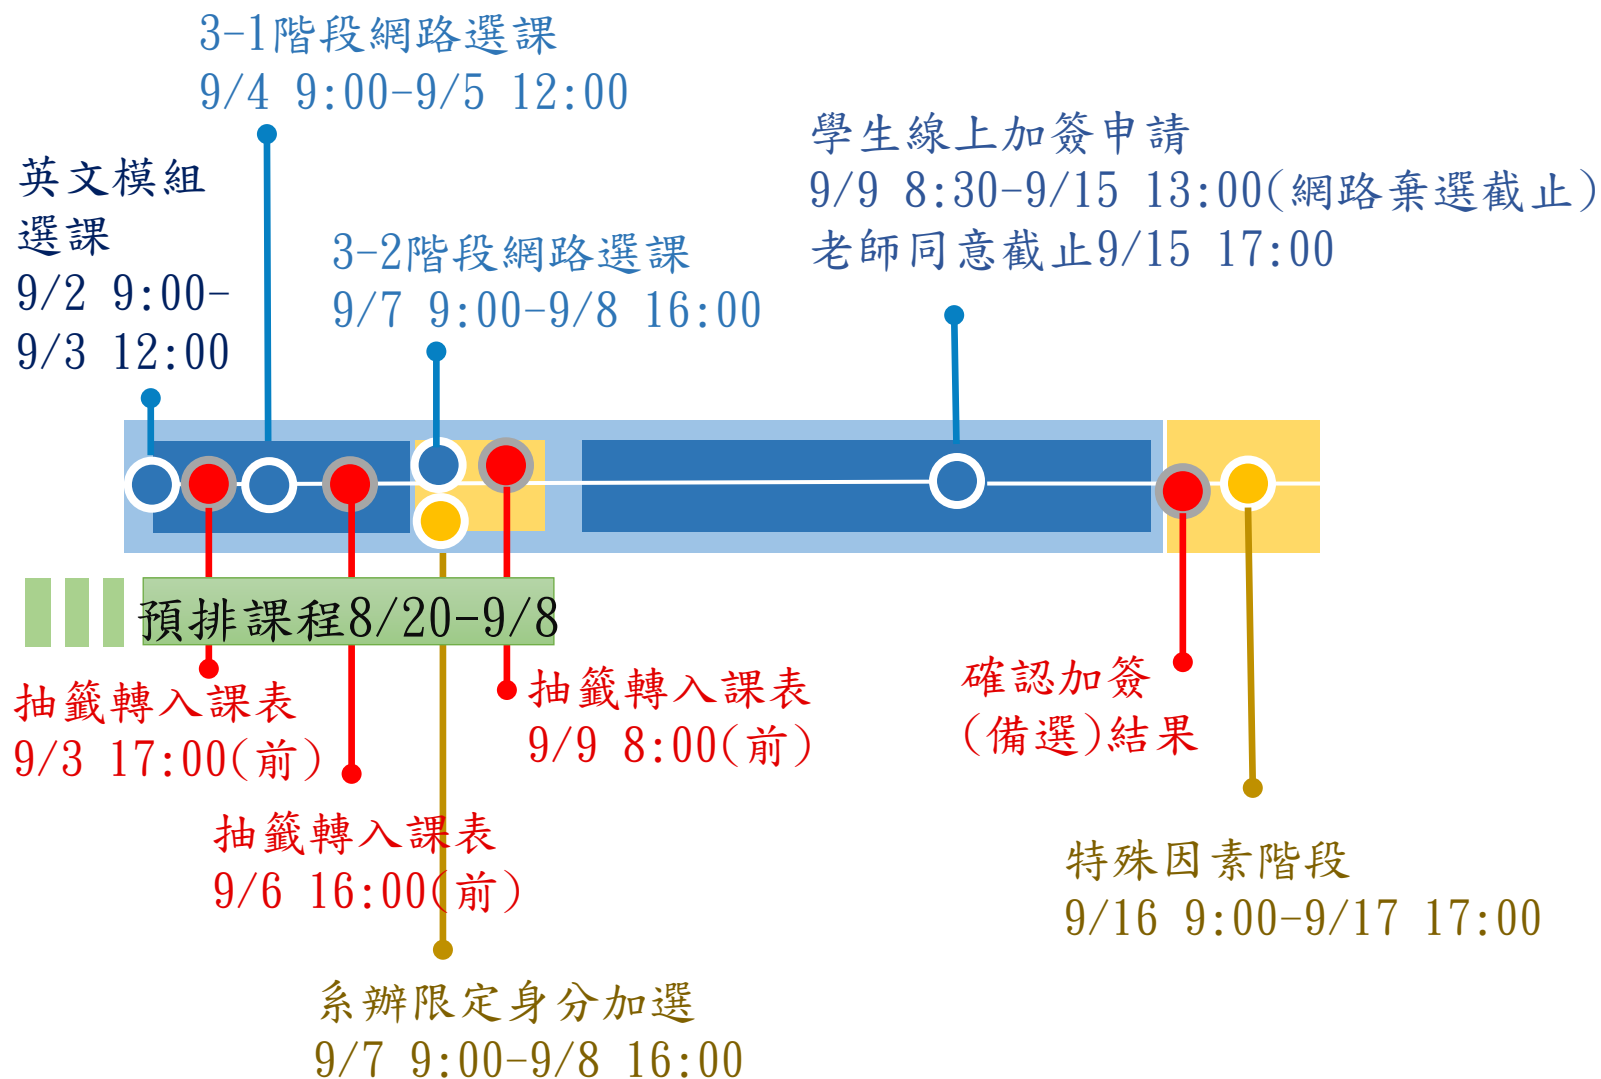 3-1階段網路選課
9/4 9:00-9/5 12:00
英文模組
選課
9/2 9:00-
9/3 12:00
3-2階段網路選課
9/7 9:00-9/8 16:00
學生線上加簽申請
9/9 8:30-9/15 13:00(網路棄選截止)
老師同意截止9/15 17:00
預排課程8/20-9/8
抽籤轉入課表
9/3 17:00(前)
抽籤轉入課表
9/6 16:00(前)
抽籤轉入課表
9/9 8:00(前)
確認加簽
(備選)結果
特殊因素階段
9/16 9:00-9/17 17:00
系辦限定身分加選
9/7 9:00-9/8 16:00